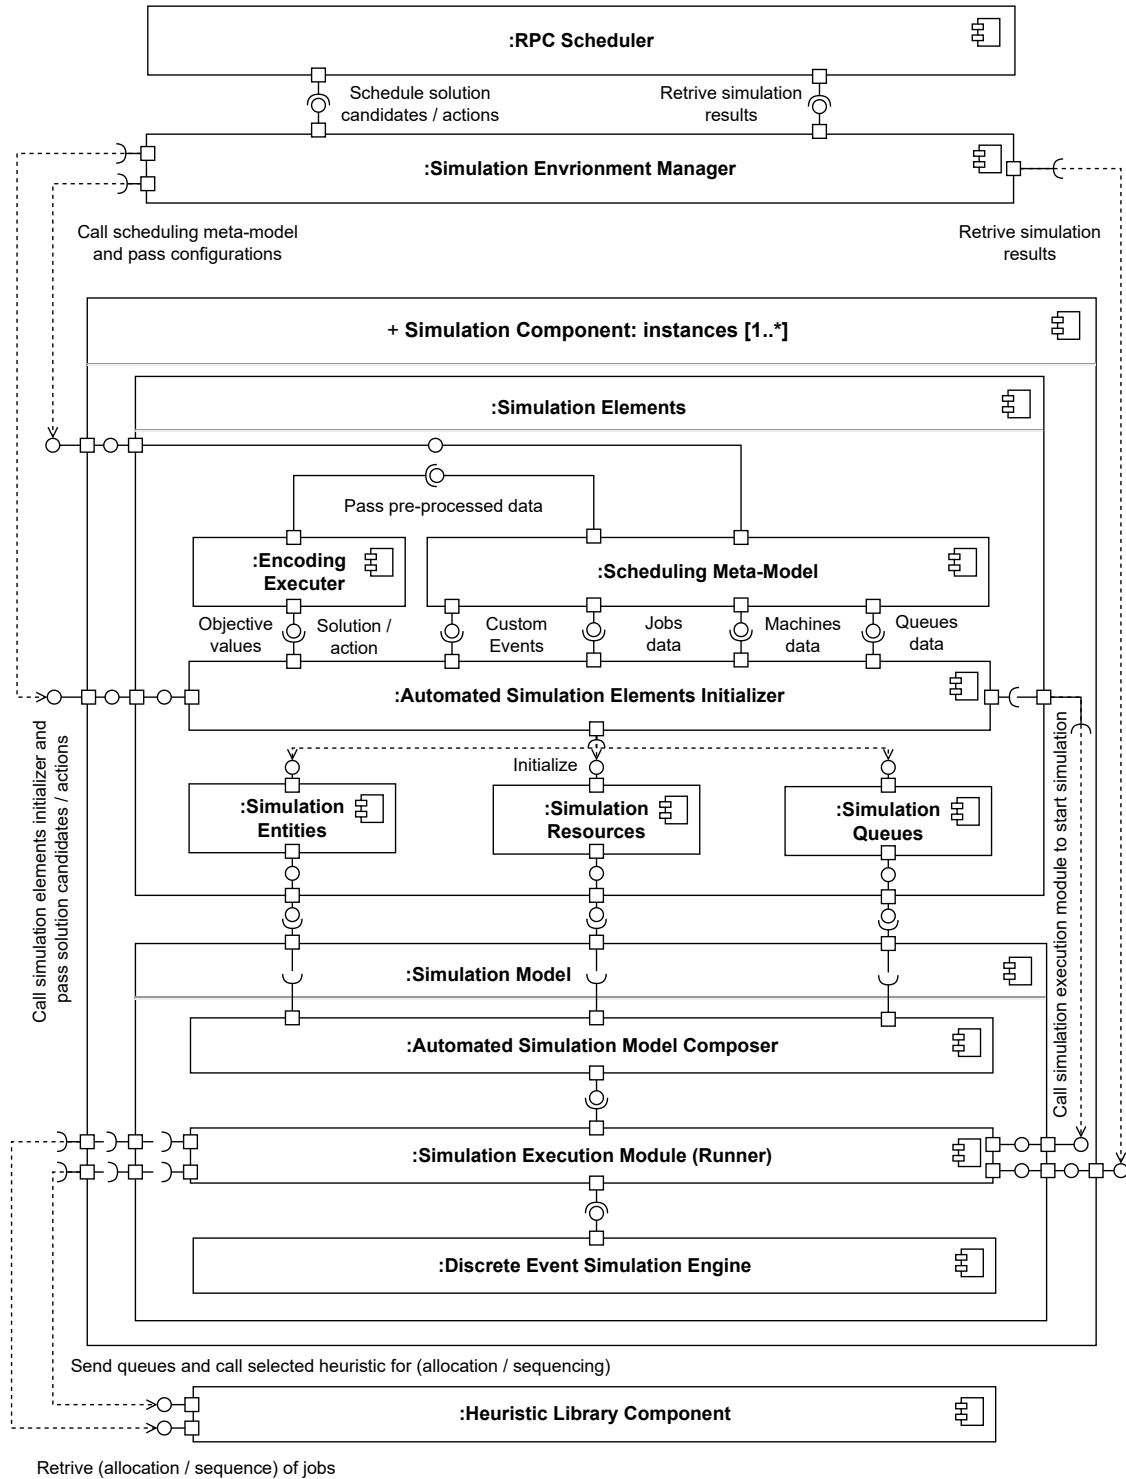 :RPC Scheduler
Schedule solution
candidates / actions
Retrive simulation
results
:Simulation Envrionment Manager
Call scheduling meta-model
and pass configurations
Retrive simulation
results
+ Simulation Component: instances [1..*]
:Simulation Elements
Pass pre-processed data
:Encoding
Executer
:Scheduling Meta-Model
Objective
values
Solution /
action
Custom
Events
Jobs
data
Machines
data
Queues
data
:Automated Simulation Elements Initializer
Initialize
:Simulation
Entities
:Simulation
Resources
:Simulation
Queues
Call simulation elements initializer and
pass solution candidates / actions
Call simulation execution module to start simulation
:Simulation Model
:Automated Simulation Model Composer
:Simulation Execution Module (Runner)
:Discrete Event Simulation Engine
Send queues and call selected heuristic for (allocation / sequencing)
:Heuristic Library Component
Retrive (allocation / sequence) of jobs